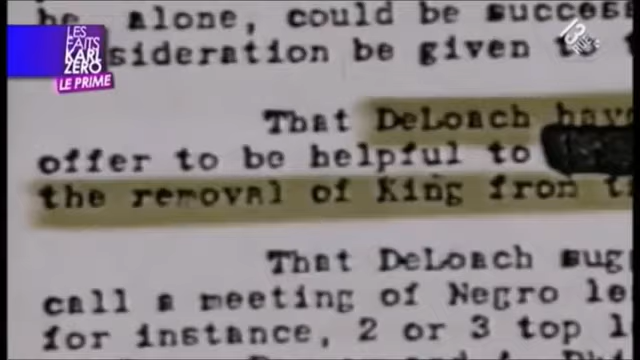 LES
FAITS
KARL
ZÉRO
LE PRIME
13
RUE
be alone, could be success
sideration be given to t
That DeLoach have
offer to be helpful to
the removal of King from t
That DeLoach sug
call a meeting of Negro le
for instance, 2 or 3 top l